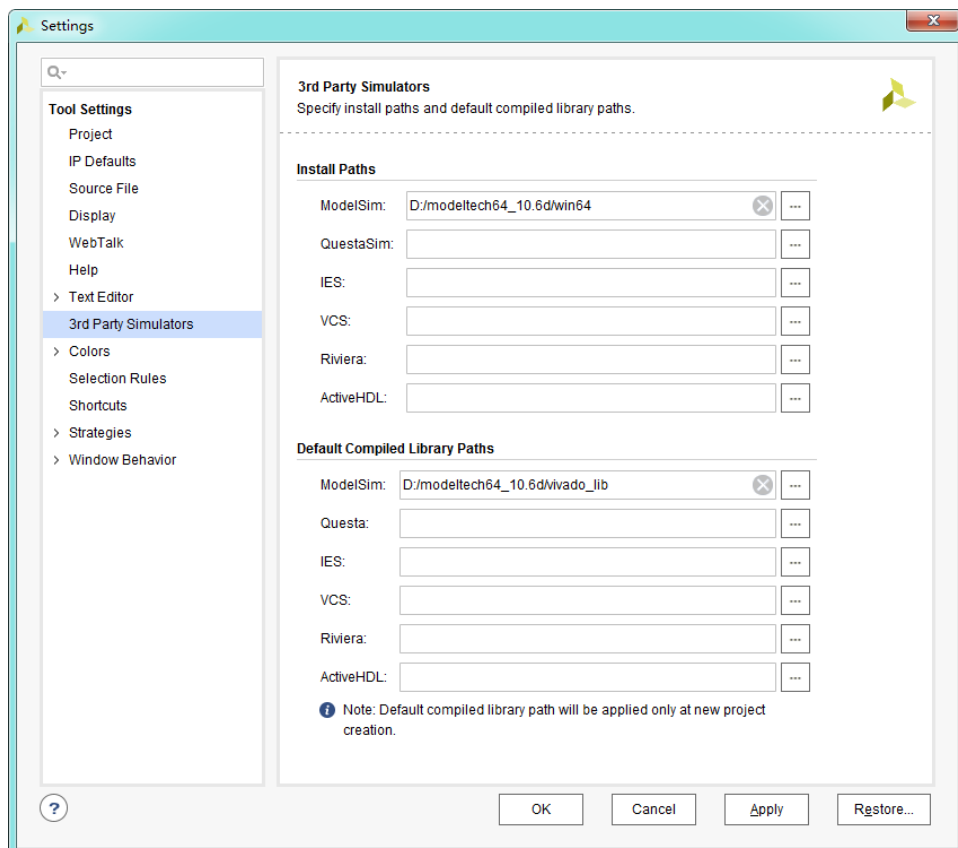 Settings
Tool Settings
Project
IP Defaults
Source File
Display
WebTalk
Help
Text Editor
3rd Party Simulators
Colors
Selection Rules
Shortcuts
Strategies
Window Behavior
3rd Party Simulators
Specify install paths and default compiled library paths.
Install Paths
ModelSim: D:/modeltech64_10.6d/win64 ...
QuestaSim: ...
IES: ...
VCS: ...
Riviera: ...
ActiveHDL: ...
Default Compiled Library Paths
ModelSim: D:/modeltech64_10.6d/vivado_lib ...
Questa: ...
IES: ...
VCS: ...
Riviera: ...
ActiveHDL: ...
Note: Default compiled library path will be applied only at new project
creation.
? OK Cancel Apply Restore...